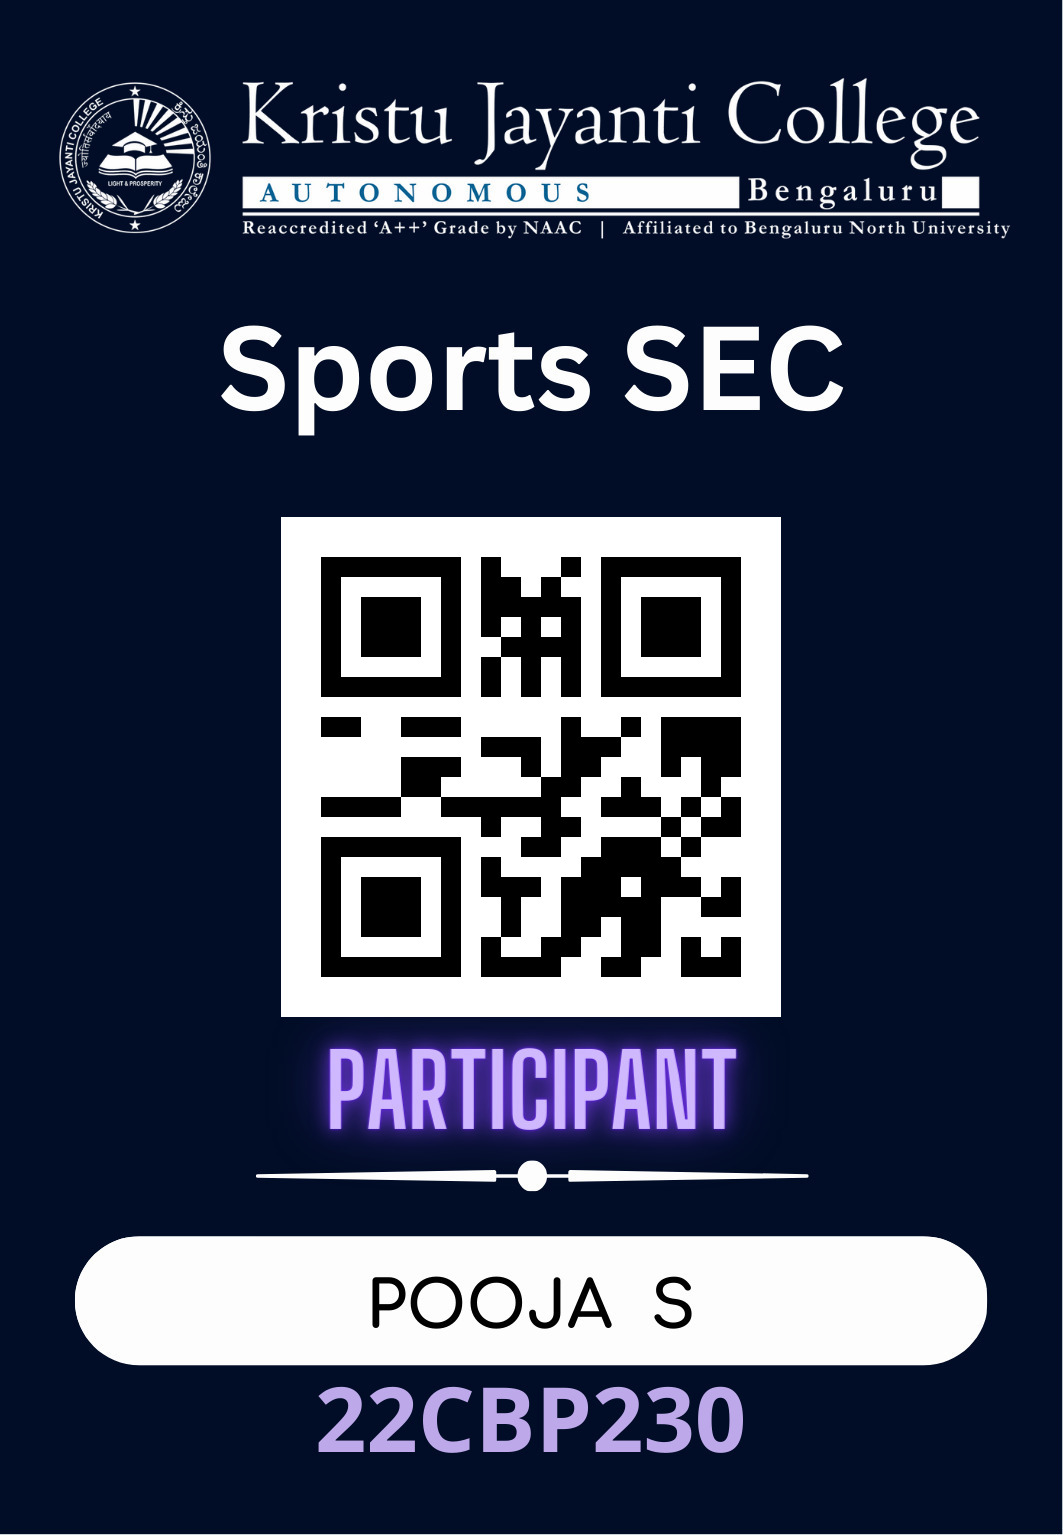 KRISTU JAYANTI COLLEGE
ಕ್ರಿಸ್ತು ಜಯಂತಿ ಕಾಲೇಜು
LIGHT & PROSPERITY
Kristu Jayanti College
AUTONOMOUS Bengaluru
Reaccredited ‘A++’ Grade by NAAC | Affiliated to Bengaluru North University
Sports SEC
PARTICIPANT
POOJA S
22CBP230